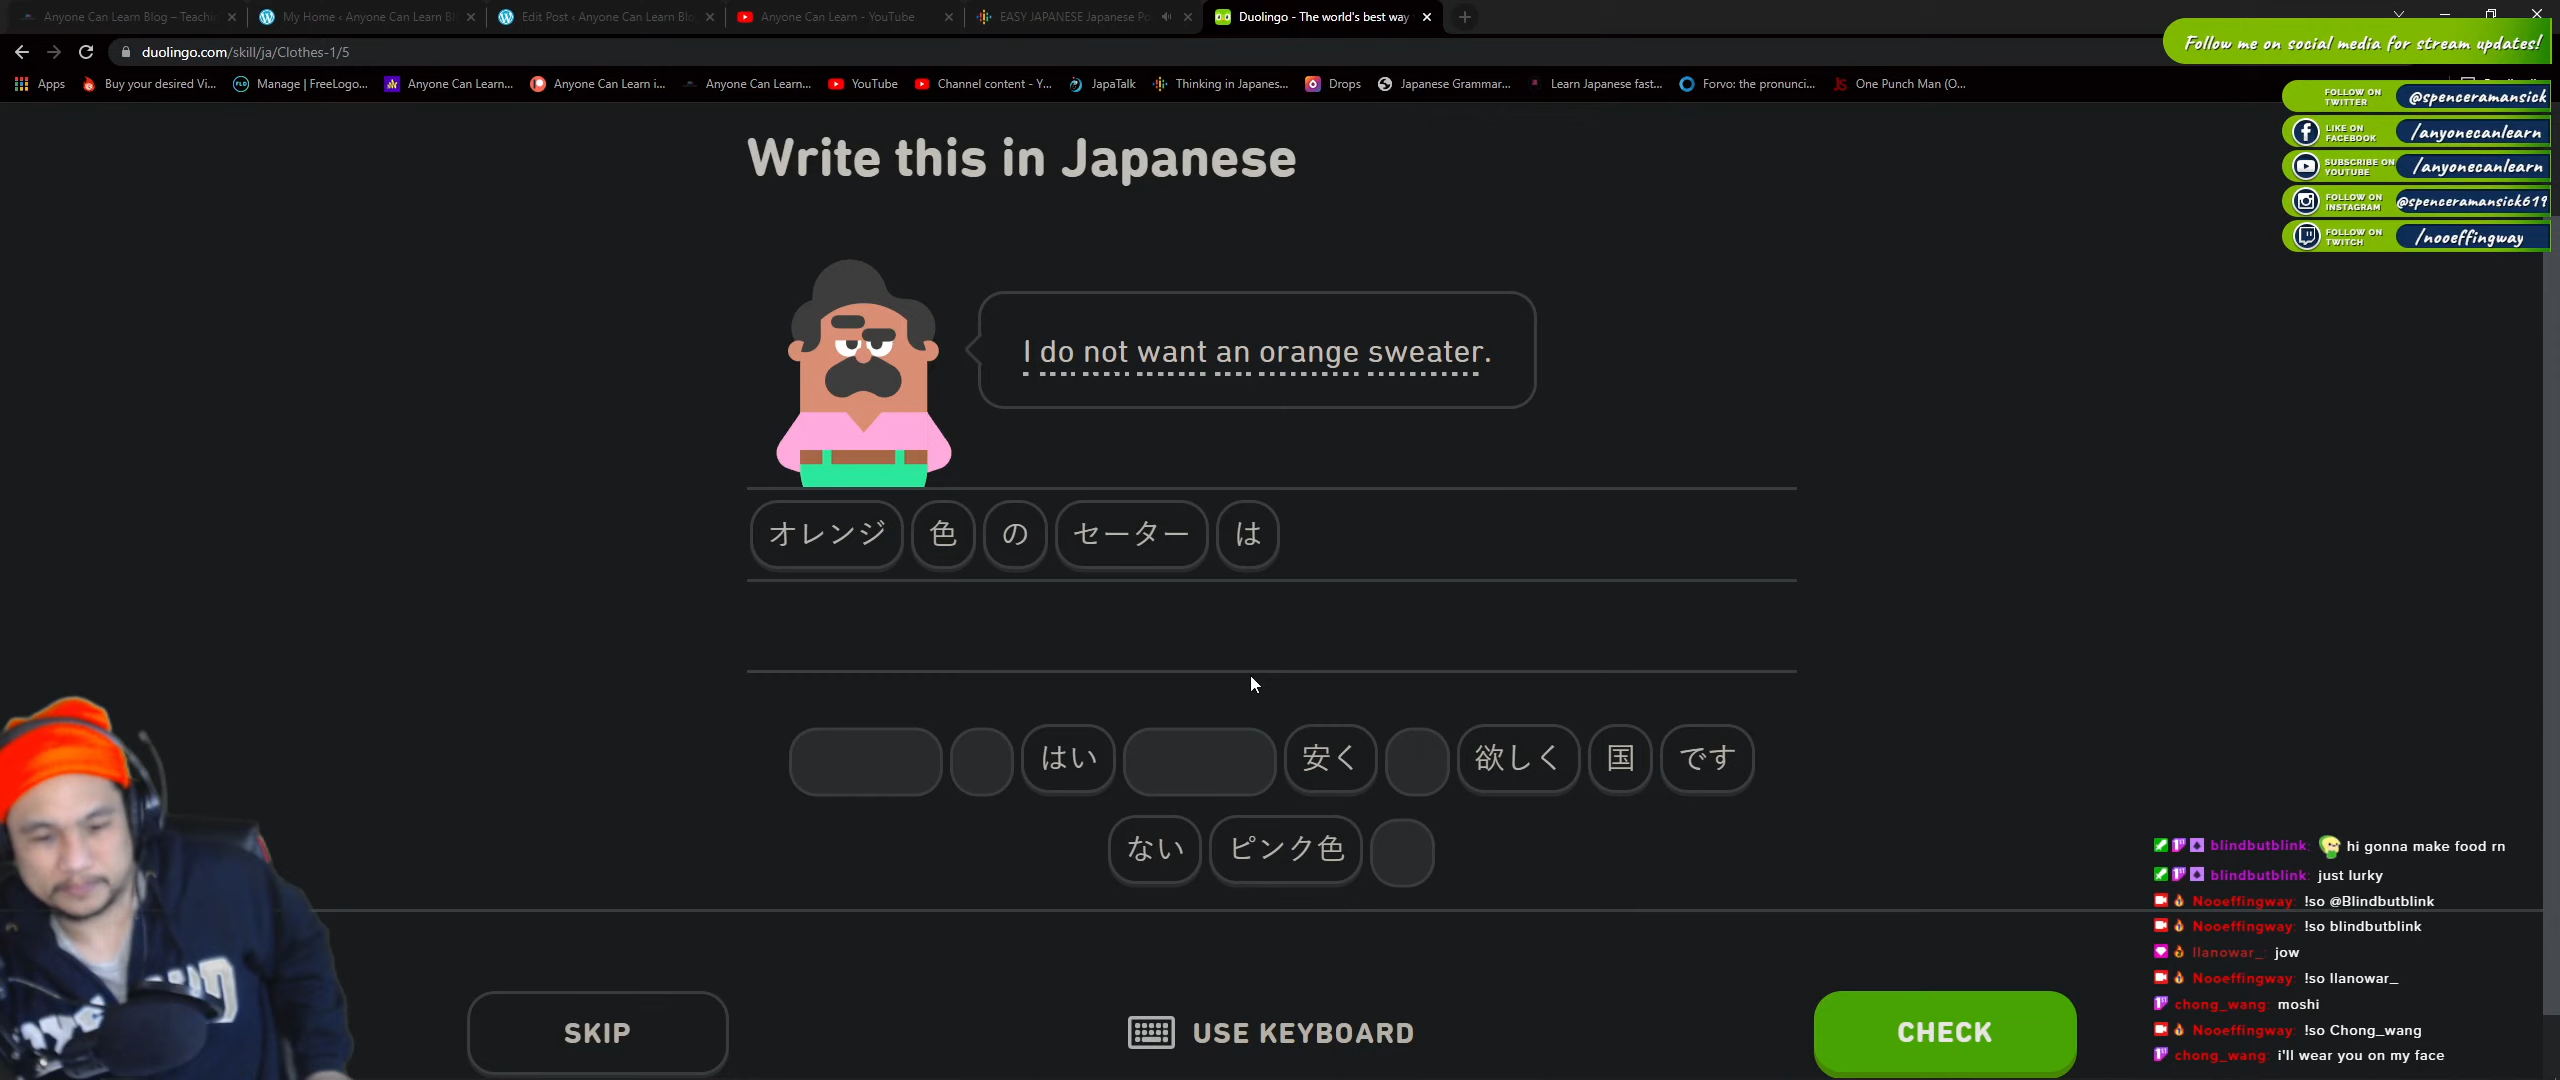 Anyone Can Learn Blog – Teachi
My Home ‹ Anyone Can Learn Bl
Edit Post ‹ Anyone Can Learn Blo
Anyone Can Learn - YouTube
EASY JAPANESE Japanese Po
Duolingo - The world's best way
duolingo.com/skill/ja/Clothes-1/5
Follow me on social media for stream updates!
Apps
Buy your desired Vi...
Manage | FreeLogo...
Anyone Can Learn...
Anyone Can Learn i...
Anyone Can Learn...
YouTube
Channel content - Y...
JapaTalk
Thinking in Japanes...
Drops
Japanese Grammar...
Learn Japanese fast...
Forvo: the pronunci...
One Punch Man (O...
FOLLOW ON TWITTER @spenceramansick
LIKE ON FACEBOOK /anyonecanlearn
SUBSCRIBE ON YOUTUBE /anyonecanlearn
FOLLOW ON INSTAGRAM @spenceramansick619
FOLLOW ON TWITCH /nooeffingway
Write this in Japanese
I do not want an orange sweater.
オレンジ 色 の セーター は
はい 安く 欲しく 国 です
ない ピンク色
SKIP
USE KEYBOARD
CHECK
blindbutblink: hi gonna make food rn
blindbutblink: just lurky
Nooeffingway: !so @Blindbutblink
Nooeffingway: !so blindbutblink
llanowar_: jow
Nooeffingway: !so llanowar_
chong_wang: moshi
Nooeffingway: !so Chong_wang
chong_wang: i'll wear you on my face